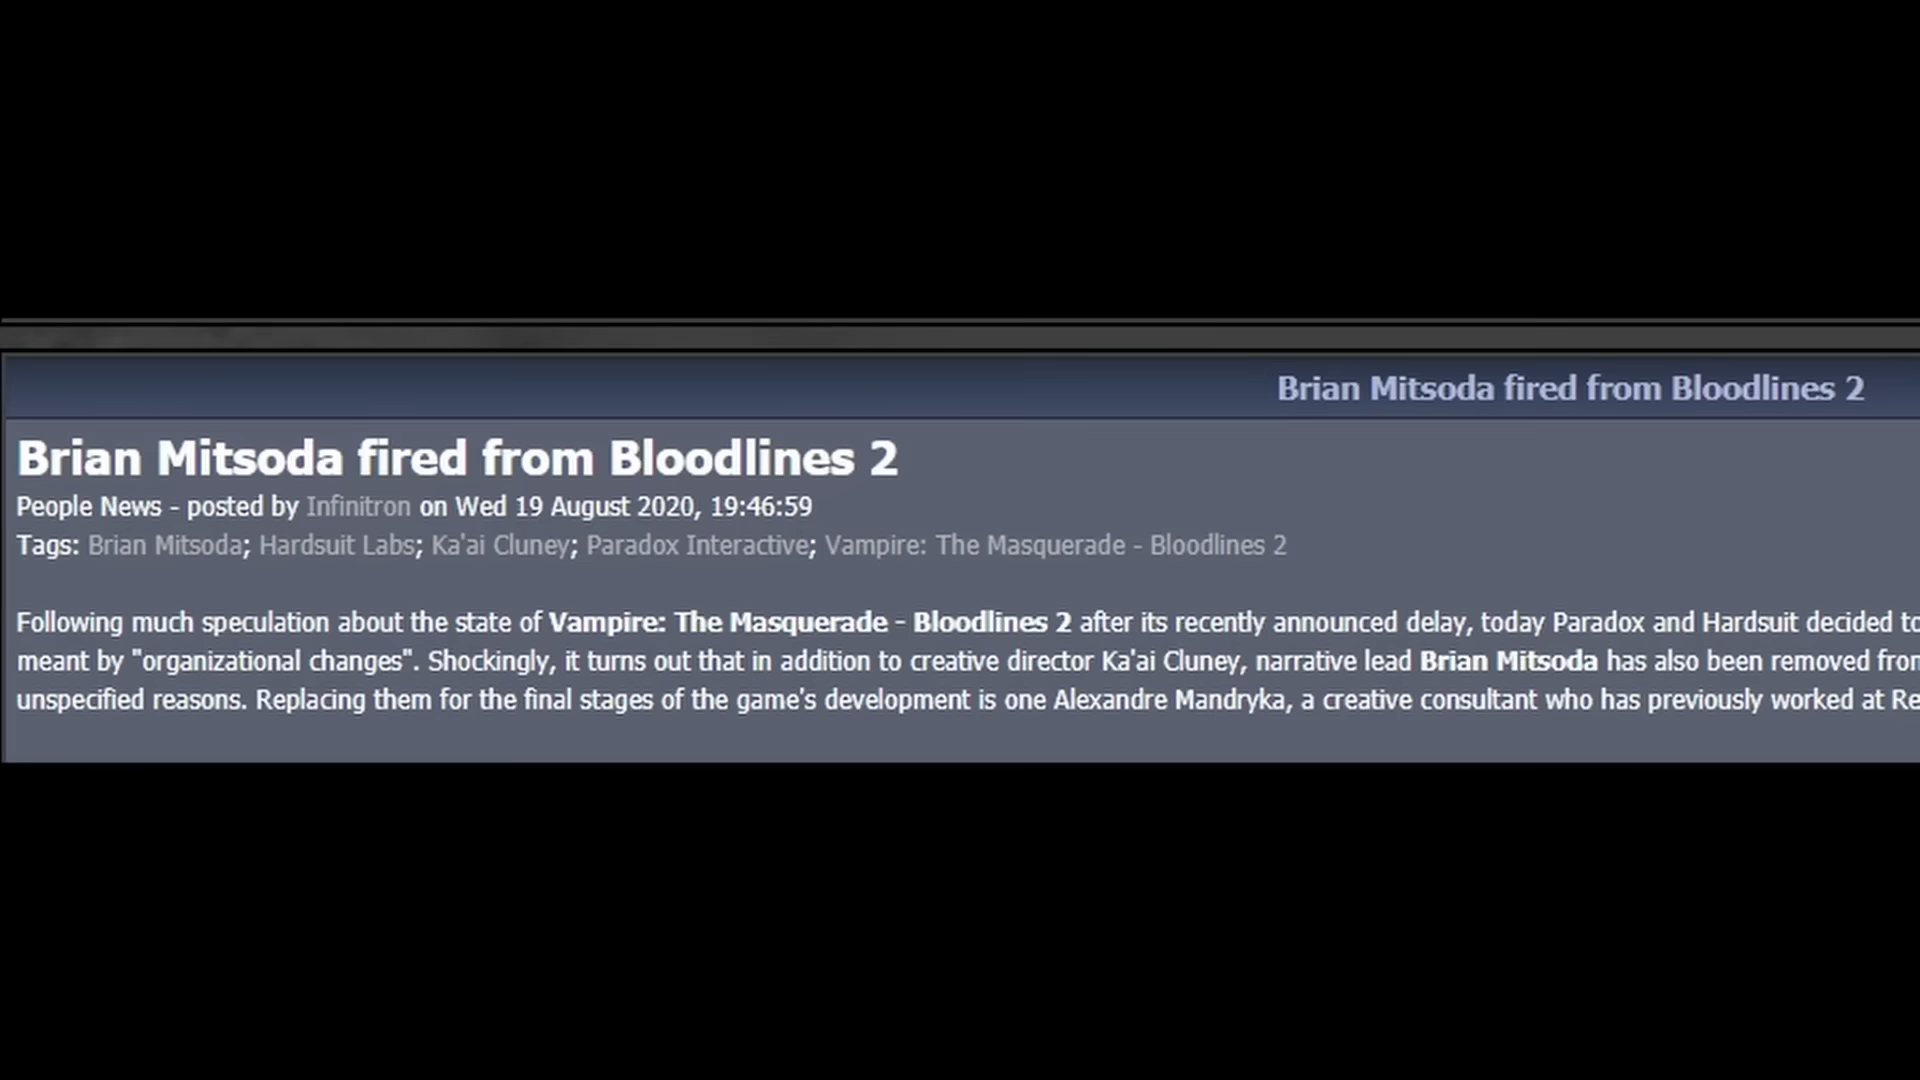 Brian Mitsoda fired from Bloodlines 2
Brian Mitsoda fired from Bloodlines 2
People News - posted by Infinitron on Wed 19 August 2020, 19:46:59
Tags: Brian Mitsoda; Hardsuit Labs; Ka'ai Cluney; Paradox Interactive; Vampire: The Masquerade - Bloodlines 2
Following much speculation about the state of Vampire: The Masquerade - Bloodlines 2 after its recently announced delay, today Paradox and Hardsuit decided to
meant by "organizational changes". Shockingly, it turns out that in addition to creative director Ka'ai Cluney, narrative lead Brian Mitsoda has also been removed from
unspecified reasons. Replacing them for the final stages of the game's development is one Alexandre Mandryka, a creative consultant who has previously worked at Re